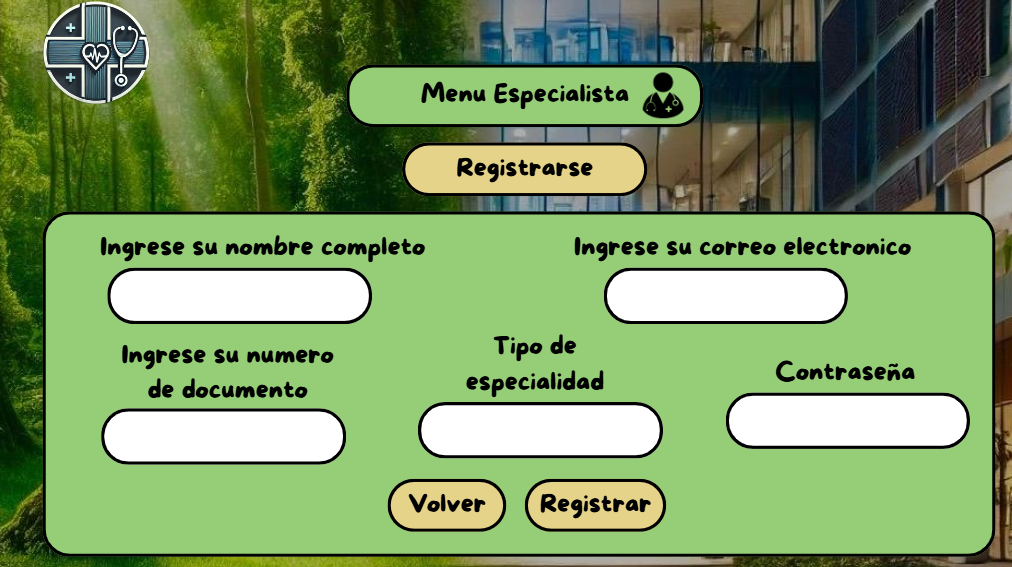 Menu Especialista
Registrarse
Ingrese su nombre completo
Ingrese su correo electronico
Ingrese su numero
de documento
Tipo de
especialidad
Contraseña
Volver
Registrar